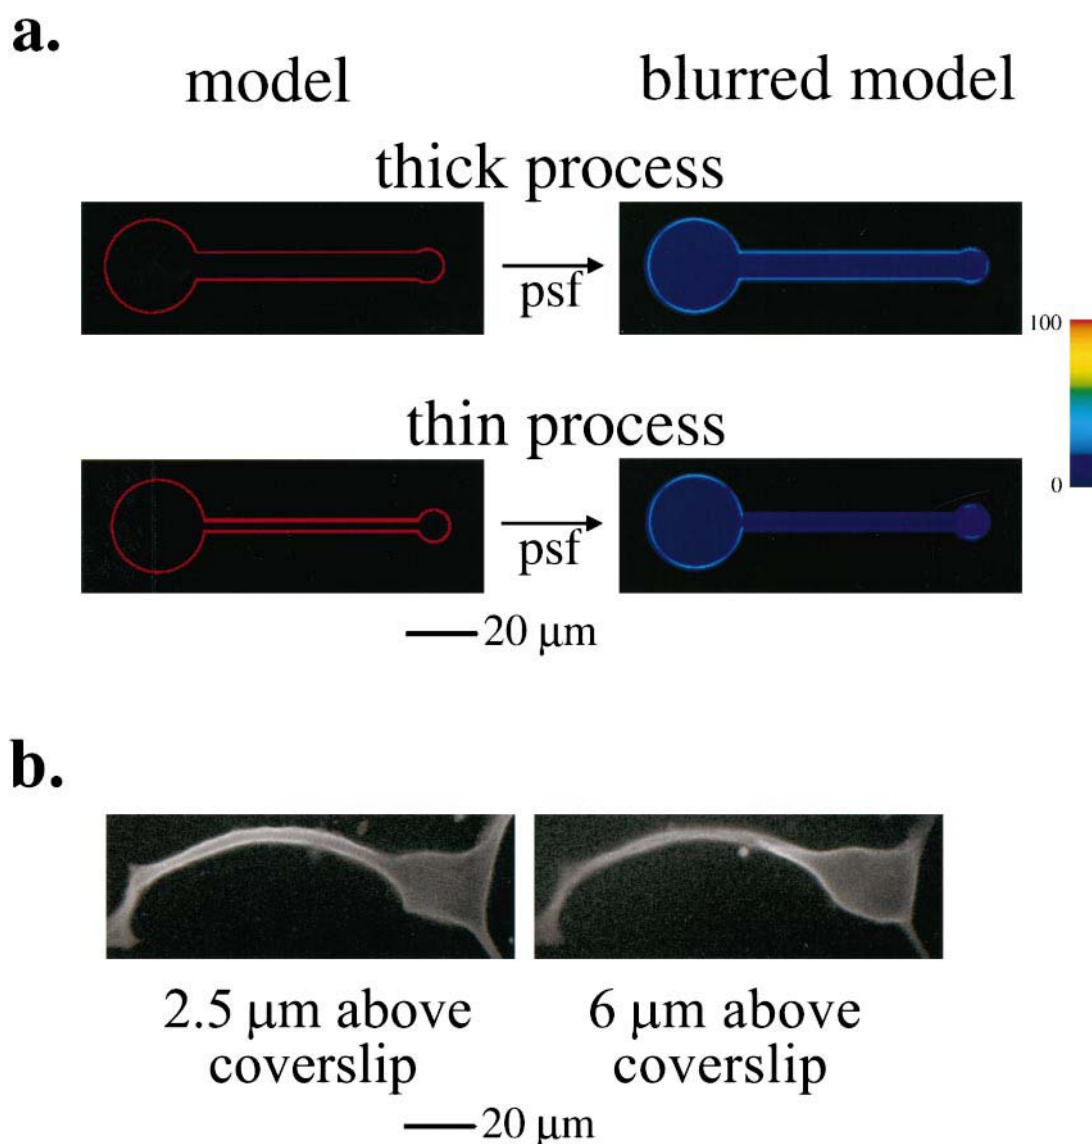 a.
model
blurred model
thick process
psf
100
0
thin process
psf
20 μm
b.
2.5 μm above
coverslip
6 μm above
coverslip
20 μm